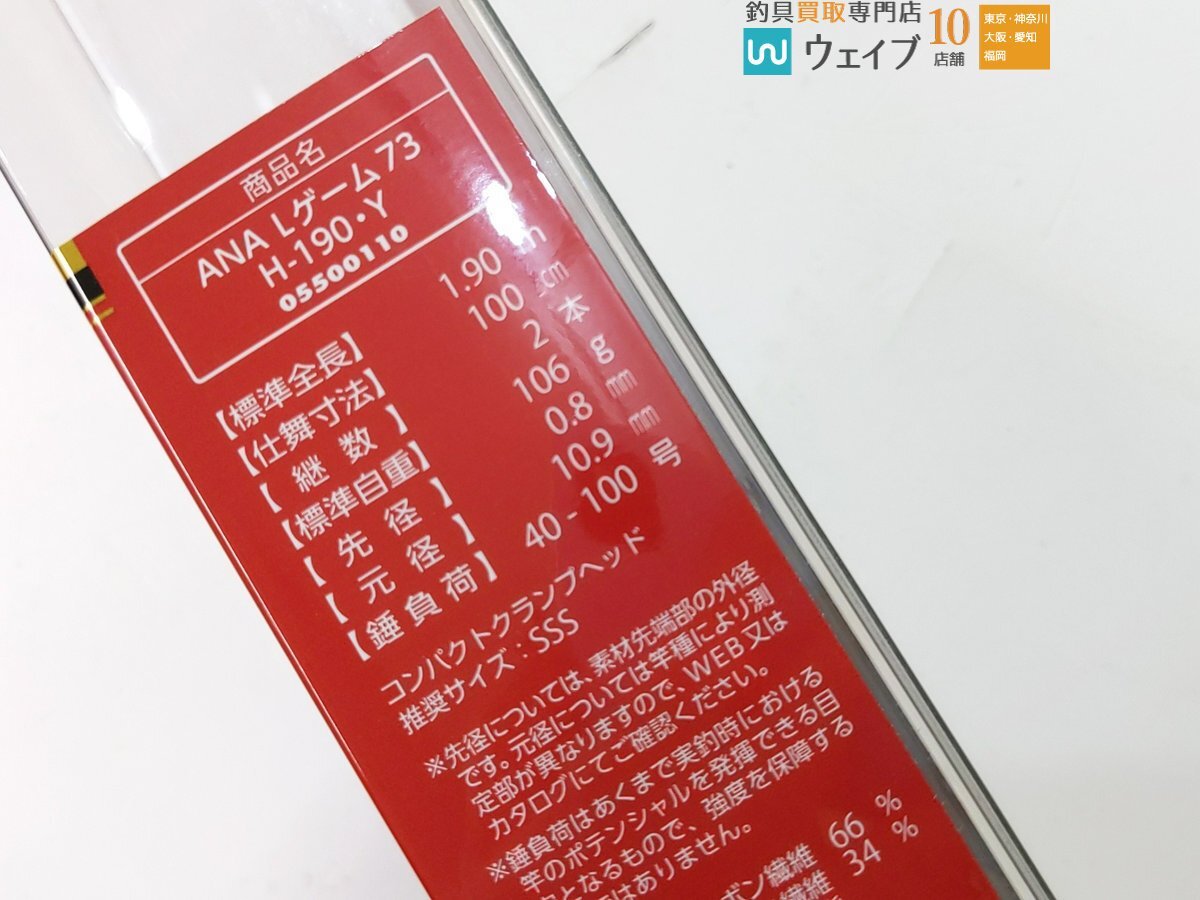 釣具買取専門店
ウェイブ
10
店舗
東京・神奈川
大阪・愛知
福岡
商品名
ANA Lゲーム73
H-190・Y
05500110
【標準全長】 1.90 m
【仕舞寸法】 100 cm
【継数】 2 本
【標準自重】 106 g
【先径】 0.8 mm
【元径】 10.9 mm
【錘負荷】 40-100 号
コンパクトクランプヘッド
推奨サイズ:SSS
※先径については、素材先端部の外径
です。元径については竿種により測
定部が異なりますので、WEB又は
カタログにてご確認ください。
※錘負荷はあくまで実釣時における
竿のポテンシャルを発揮できる目
となるもので、強度を保障する
はありません。
ボン繊維 66 %
繊維 34 %